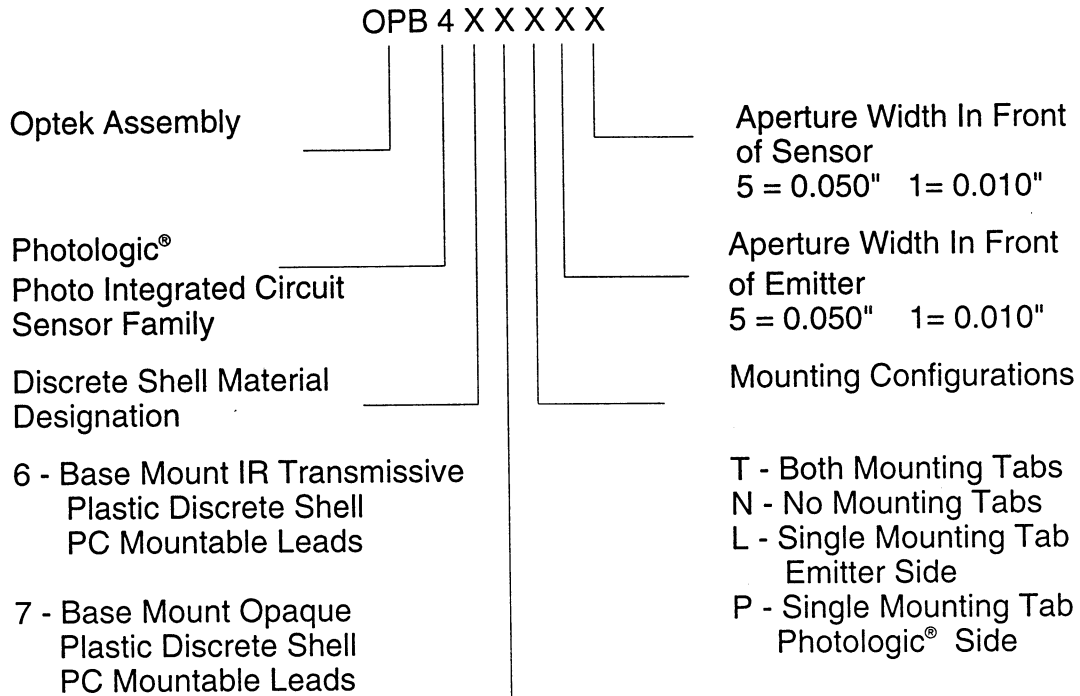 OPB 4 X X X X X
Optek Assembly
Photologic®
Photo Integrated Circuit
Sensor Family
Discrete Shell Material
Designation
6 - Base Mount IR Transmissive
Plastic Discrete Shell
PC Mountable Leads
7 - Base Mount Opaque
Plastic Discrete Shell
PC Mountable Leads
Aperture Width In Front
of Sensor
5 = 0.050" 1= 0.010"
Aperture Width In Front
of Emitter
5 = 0.050" 1= 0.010"
Mounting Configurations
T - Both Mounting Tabs
N - No Mounting Tabs
L - Single Mounting Tab
Emitter Side
P - Single Mounting Tab
Photologic® Side